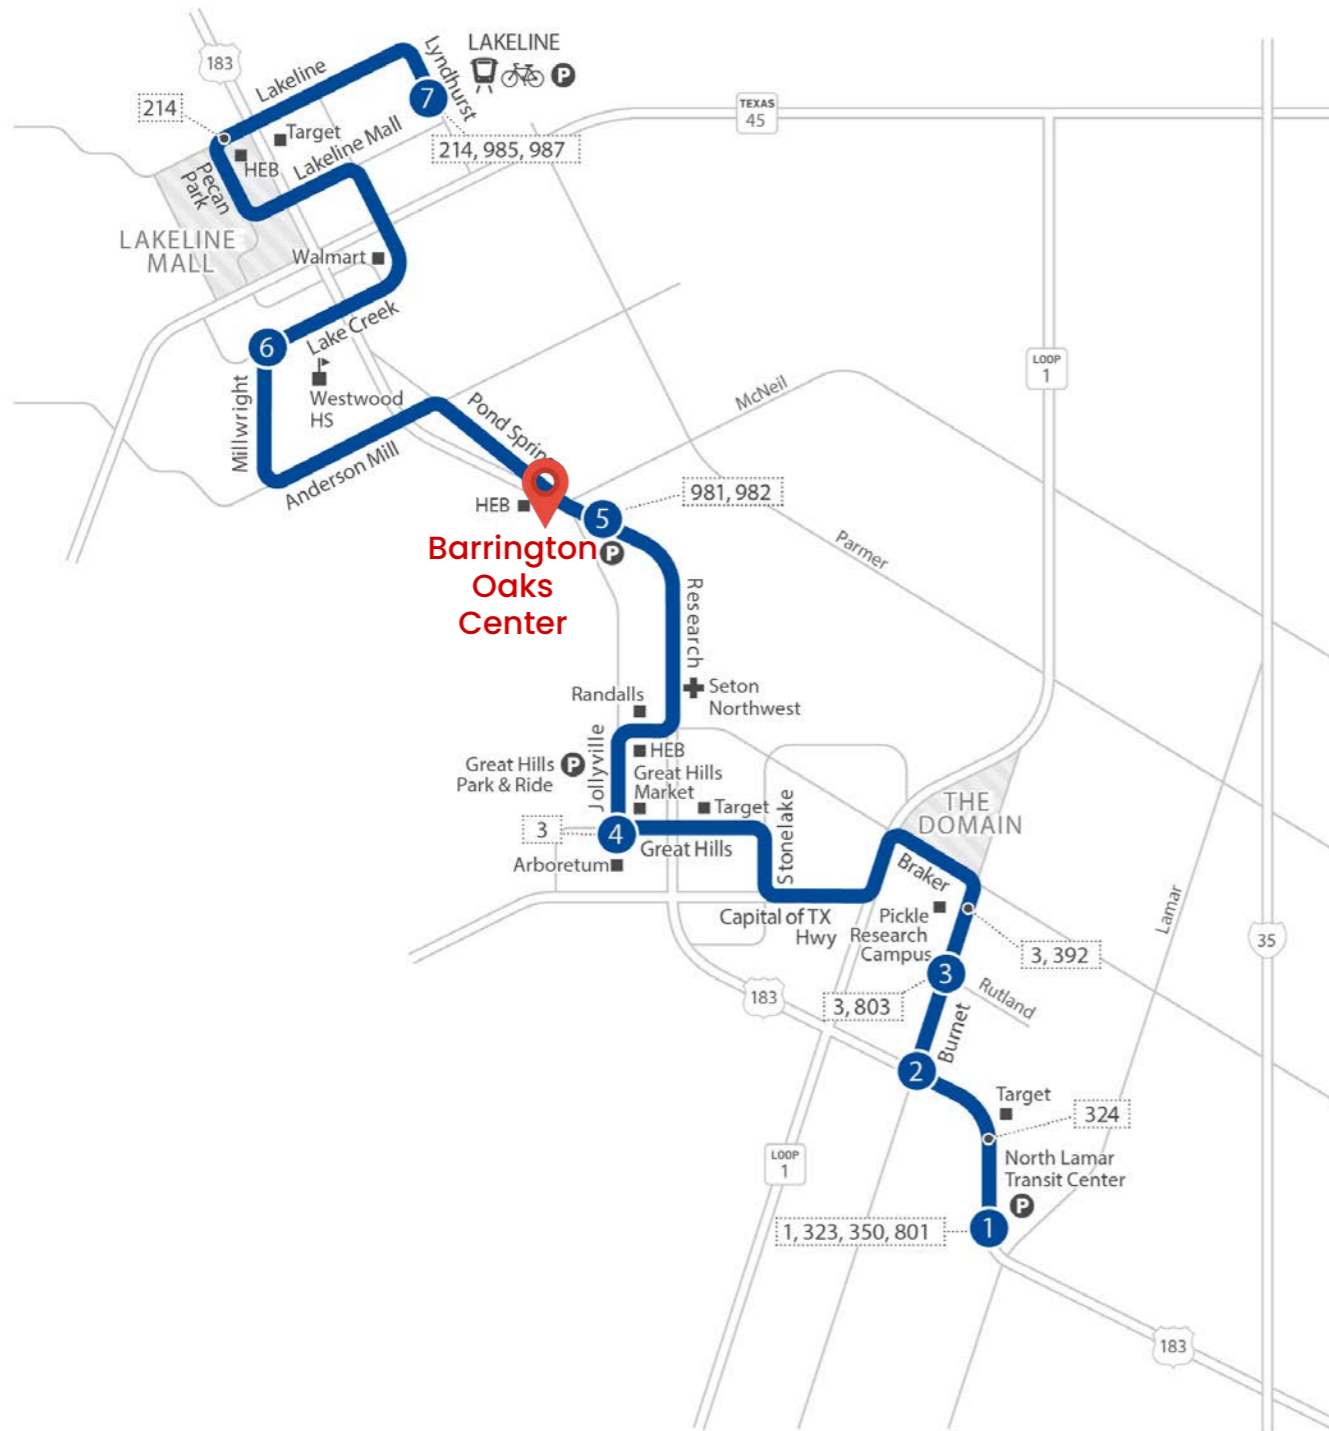 LAKELINE
P
183
Lakeline
Lyndhurst
7
214
Target
Lakeline Mall
HEB
Pecan
Park
214, 985, 987
TEXAS
45
LAKELINE
MALL
Walmart
Lake Creek
6
Westwood
HS
Millwright
Anderson Mill
LOOP
1
McNeil
HEB
5
981, 982
P
Barrington
Oaks
Center
Parmer
Research
Seton
Northwest
Randalls
Jollyville
HEB
Great Hills
Park & Ride
P
Great Hills
Market
Target
Stonelake
THE
DOMAIN
3
4
Great Hills
Arboretum
Braker
Capital of TX
Hwy
Pickle
Research
Campus
Lamar
35
3, 392
3
Rutland
183
3, 803
Burnet
2
Target
324
North Lamar
Transit Center
P
LOOP
1
1, 323, 350, 801
1
183